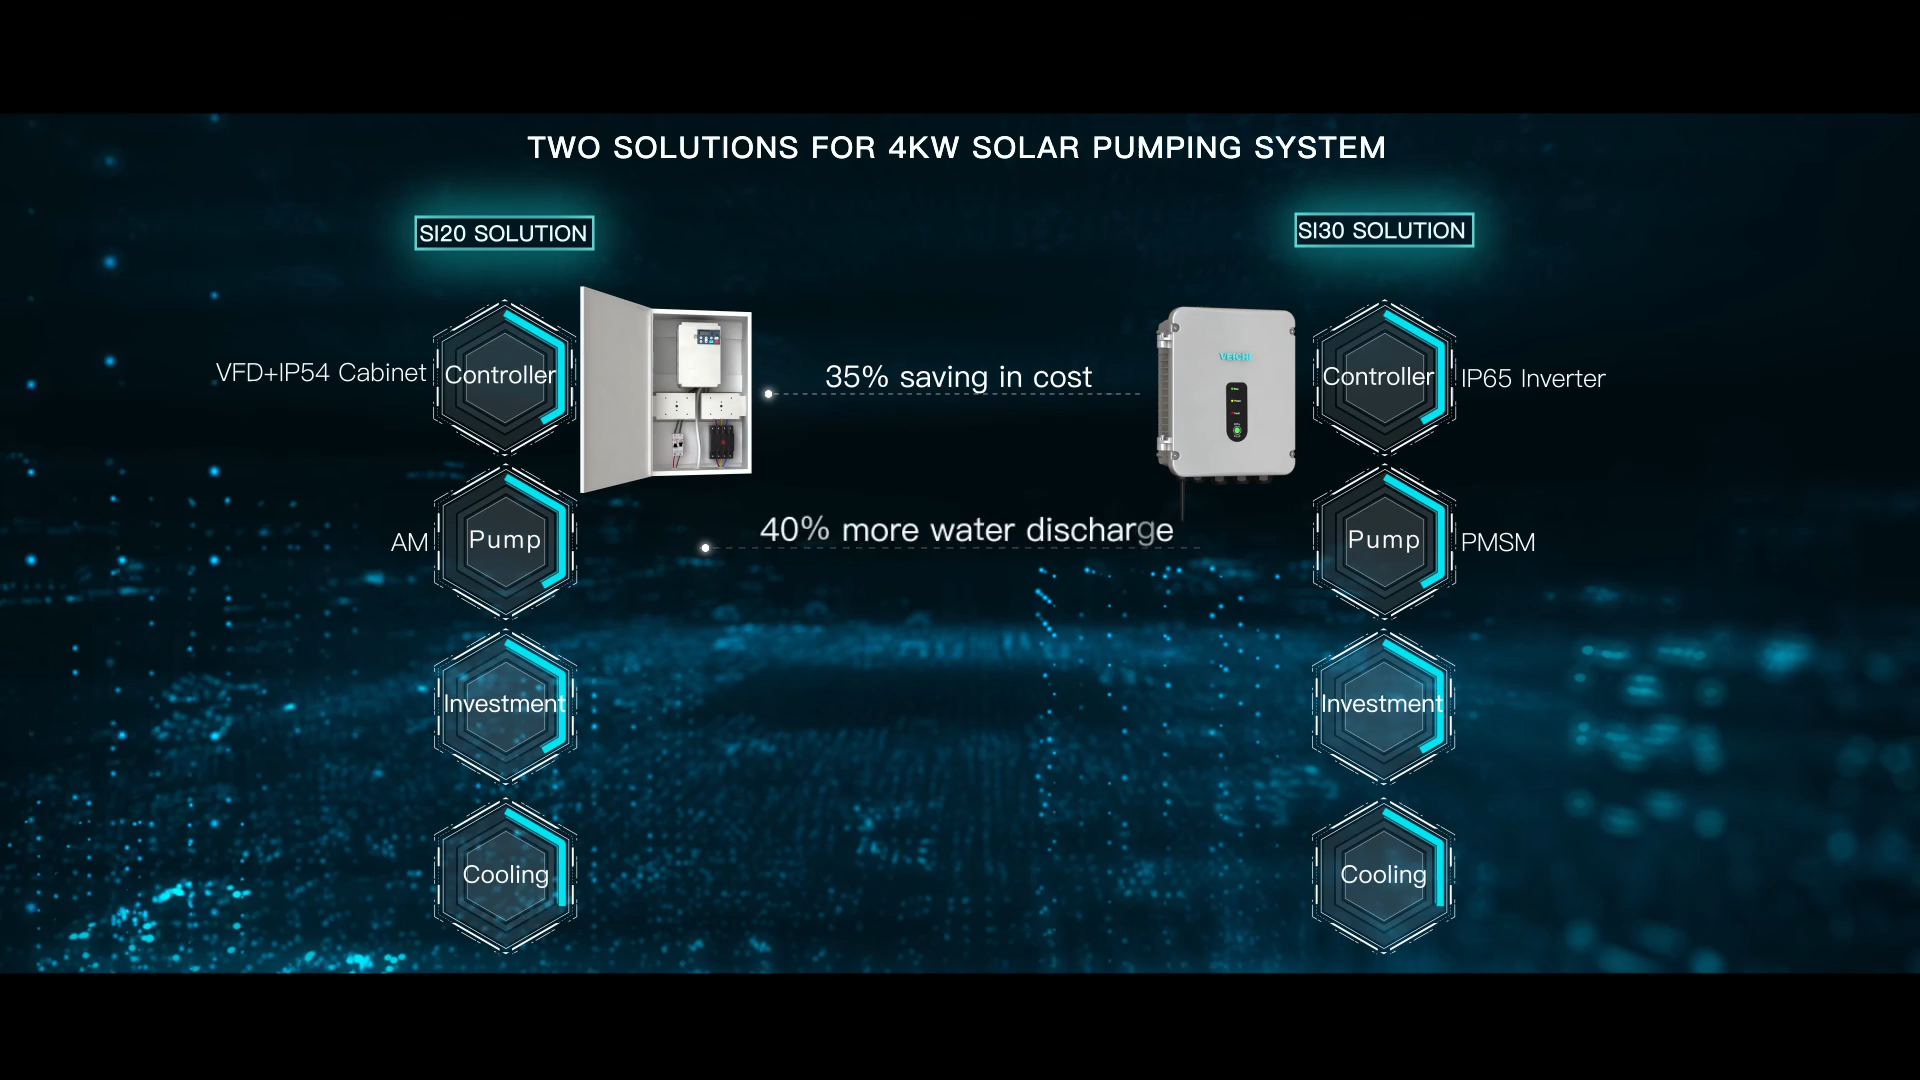 TWO SOLUTIONS FOR 4KW SOLAR PUMPING SYSTEM
SI20 SOLUTION
SI30 SOLUTION
VFD+IP54 Cabinet
Controller
35% saving in cost
VEICHI
Controller
IP65 Inverter
AM
Pump
40% more water discharge
Pump
PMSM
Investment
Investment
Cooling
Cooling